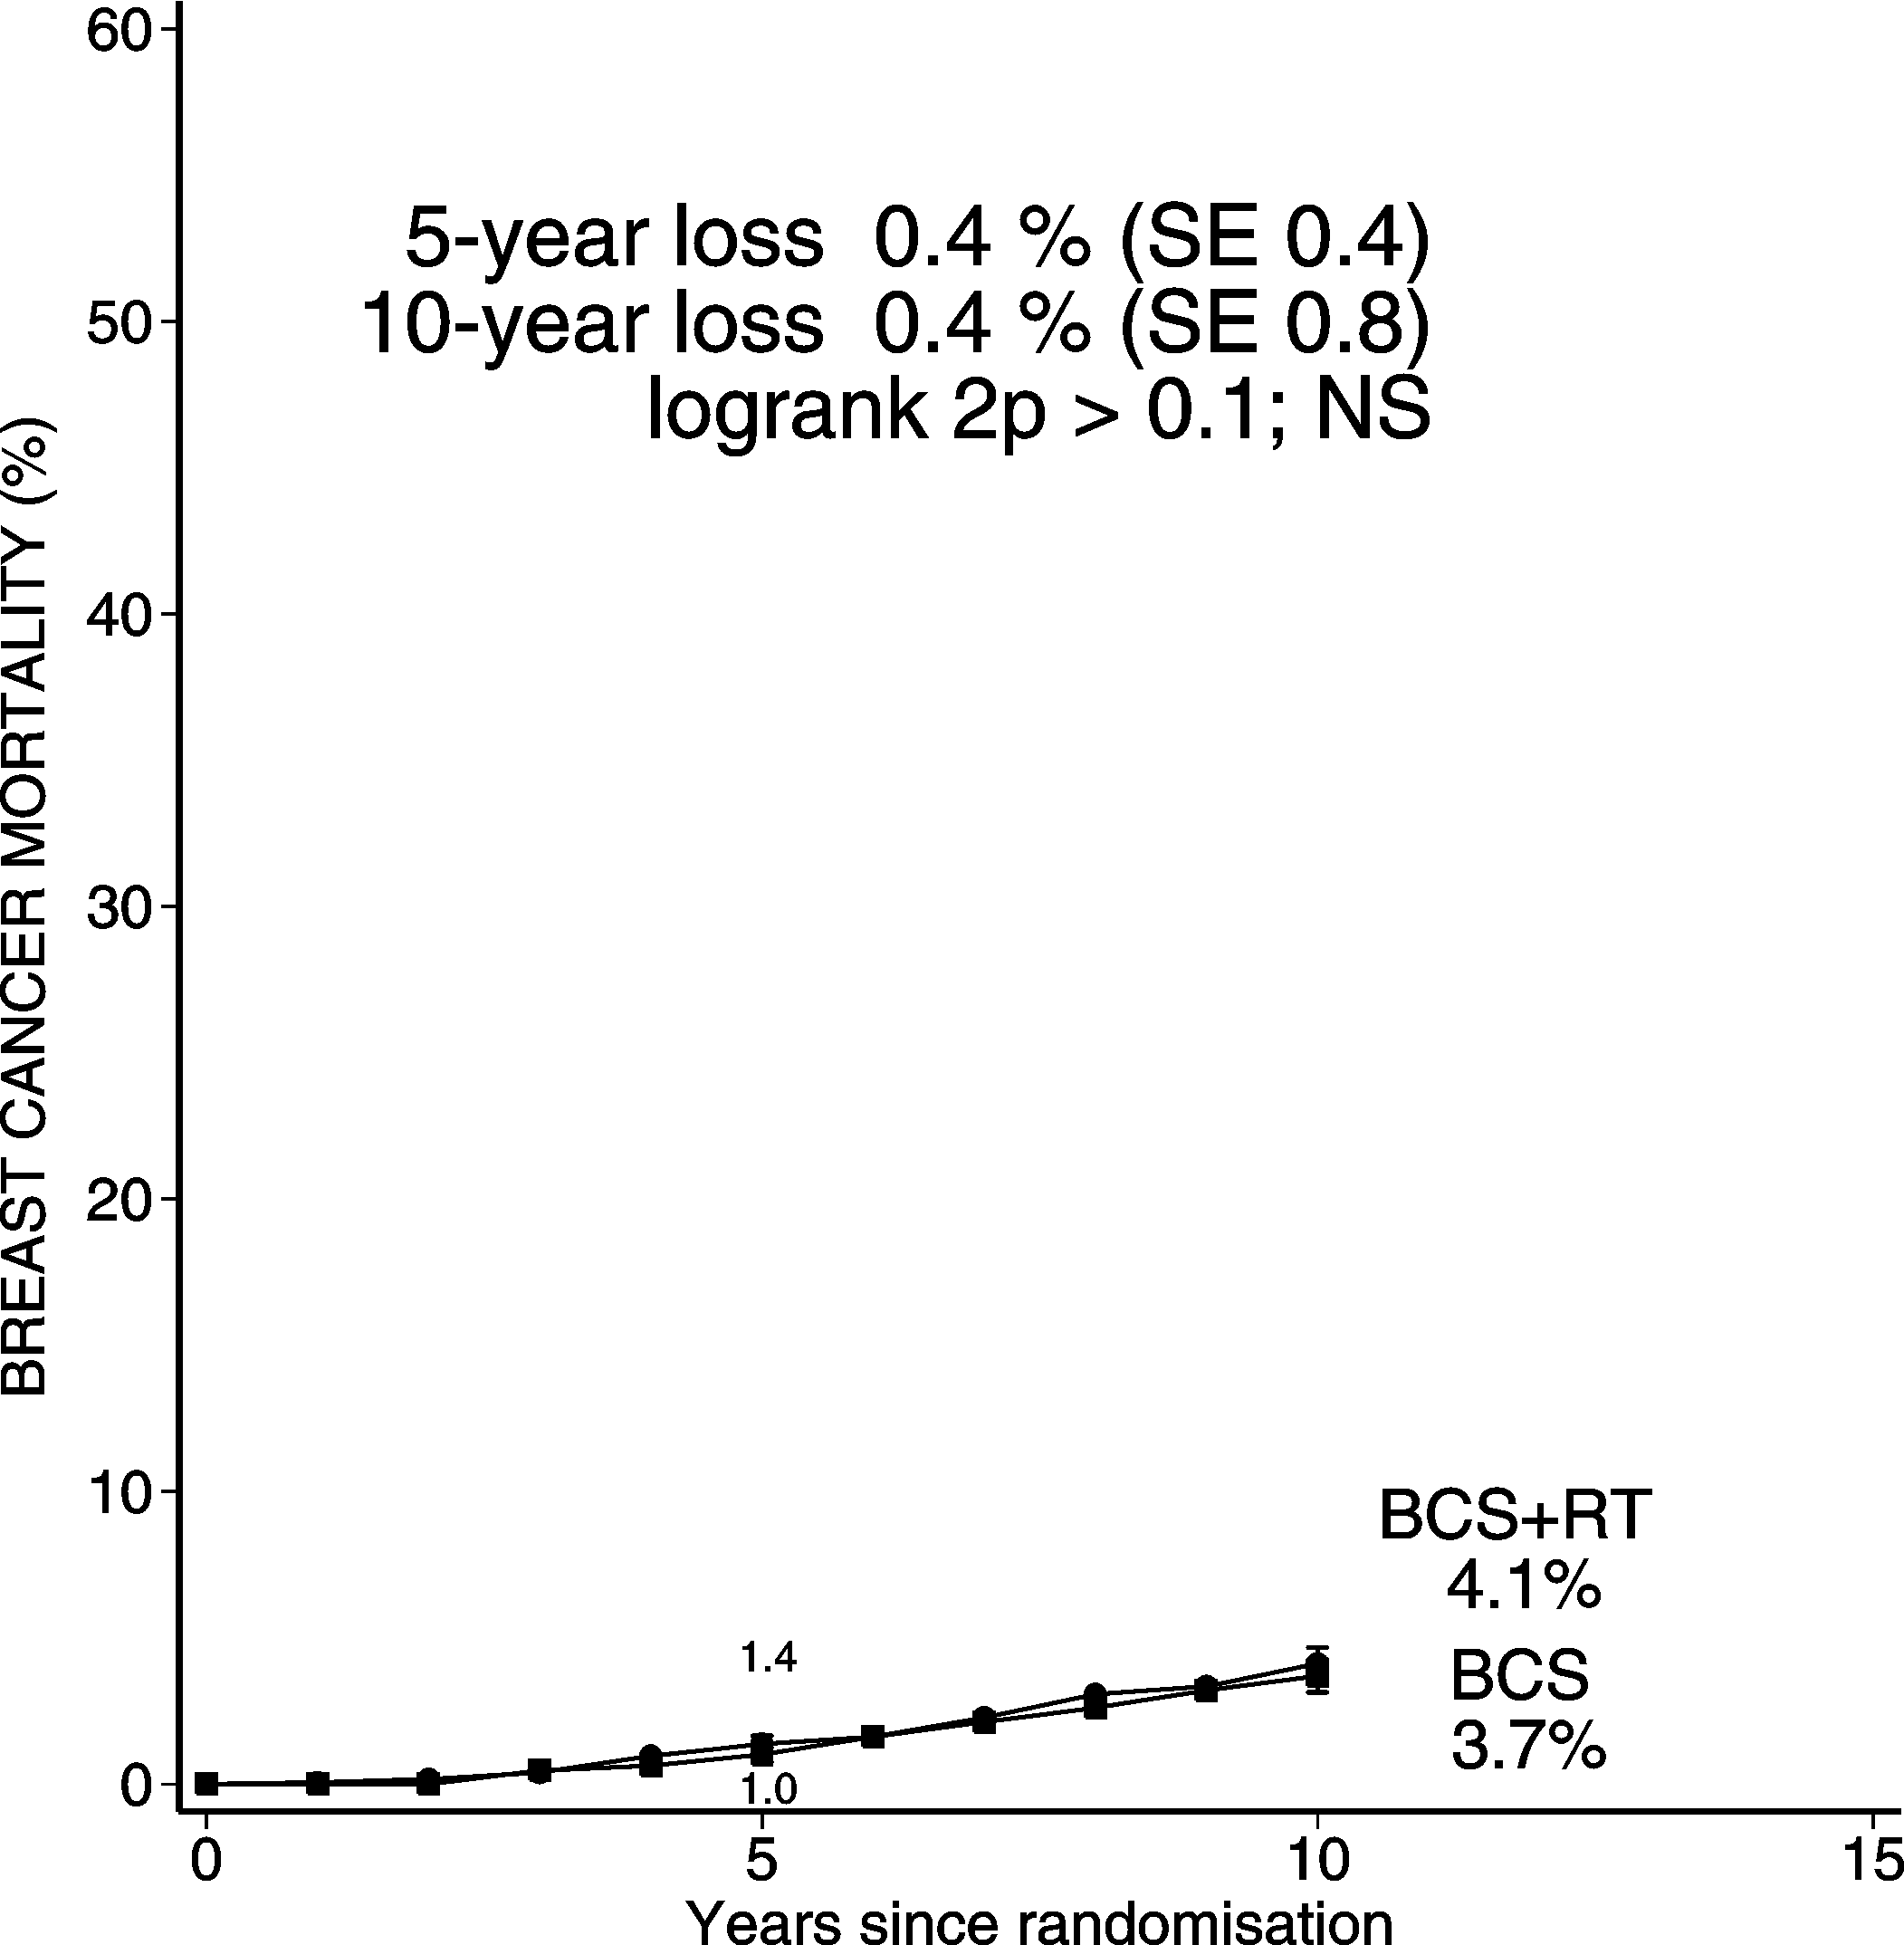 60
50
40
30
20
10
0
BREAST CANCER MORTALITY (%)
5-year loss 0.4 % (SE 0.4)
10-year loss 0.4 % (SE 0.8)
logrank 2p > 0.1; NS
BCS+RT
4.1%
BCS
3.7%
1.4
1.0
0 5 10 15
Years since randomisation